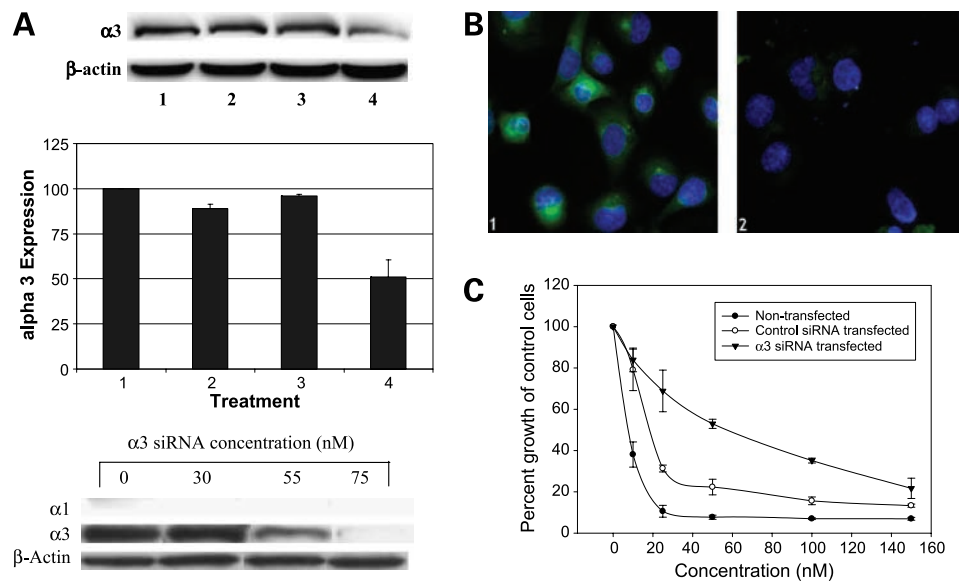 A
α3
β-actin
1 2 3 4
alpha 3 Expression
125
100
75
50
25
0
1 2 3 4
Treatment
α3 siRNA concentration (nM)
0 30 55 75
α1
α3
β-Actin
B
1
2
C
Percent growth of control cells
120
100
80
60
40
20
0
Non-transfected
Control siRNA transfected
α3 siRNA transfected
0 20 40 60 80 100 120 140 160
Concentration (nM)